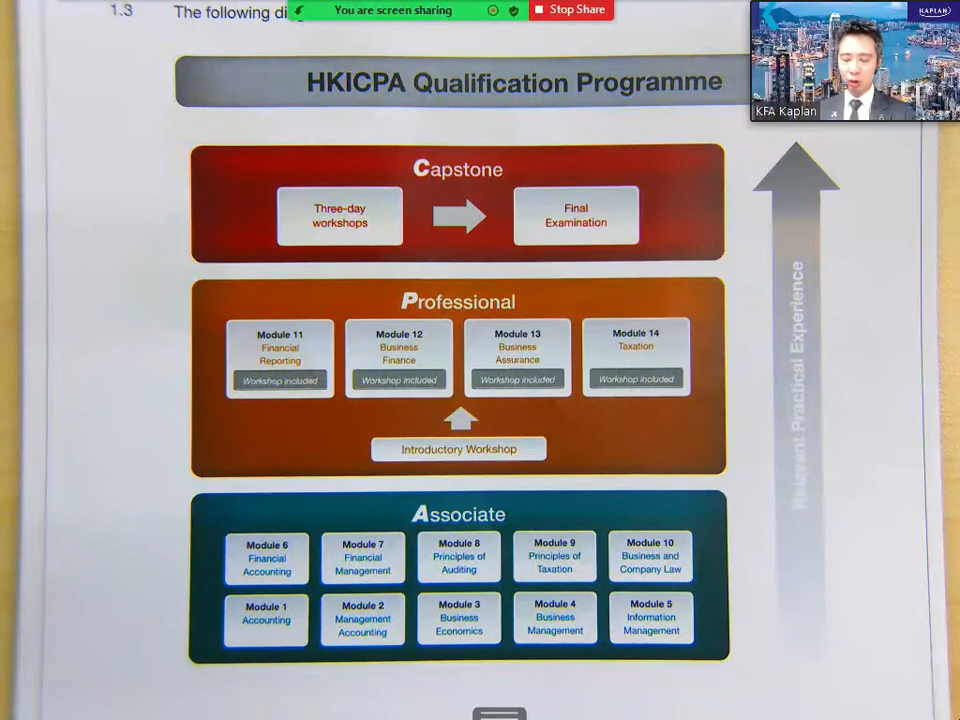 1.3 The following di
You are screen sharing
Stop Share
KAPLAN
KFA Kaplan
HKICPA Qualification Programme
Capstone
Three-day
workshops
Final
Examination
Professional
Module 11
Financial
Reporting
Workshop included
Module 12
Business
Finance
Workshop included
Module 13
Business
Assurance
Workshop included
Module 14
Taxation
Workshop included
Introductory Workshop
Relevant Practical Experience
Associate
Module 6
Financial
Accounting
Module 7
Financial
Management
Module 8
Principles of
Auditing
Module 9
Principles of
Taxation
Module 10
Business and
Company Law
Module 1
Accounting
Module 2
Management
Accounting
Module 3
Business
Economics
Module 4
Business
Management
Module 5
Information
Management